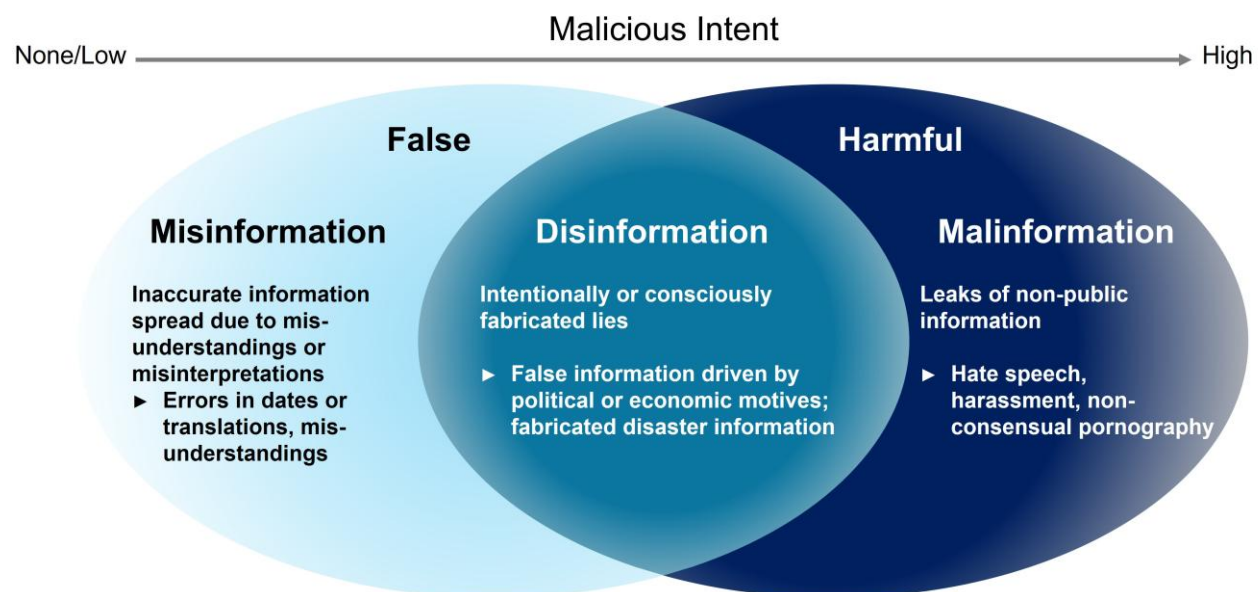 Malicious Intent
None/Low
High
False
Harmful
Misinformation
Disinformation
Malinformation
Inaccurate information
spread due to mis-
understandings or
misinterpretations
► Errors in dates or
translations, mis-
understandings
Intentionally or consciously
fabricated lies
► False information driven by
political or economic motives;
fabricated disaster information
Leaks of non-public
information
► Hate speech,
harassment, non-
consensual pornography